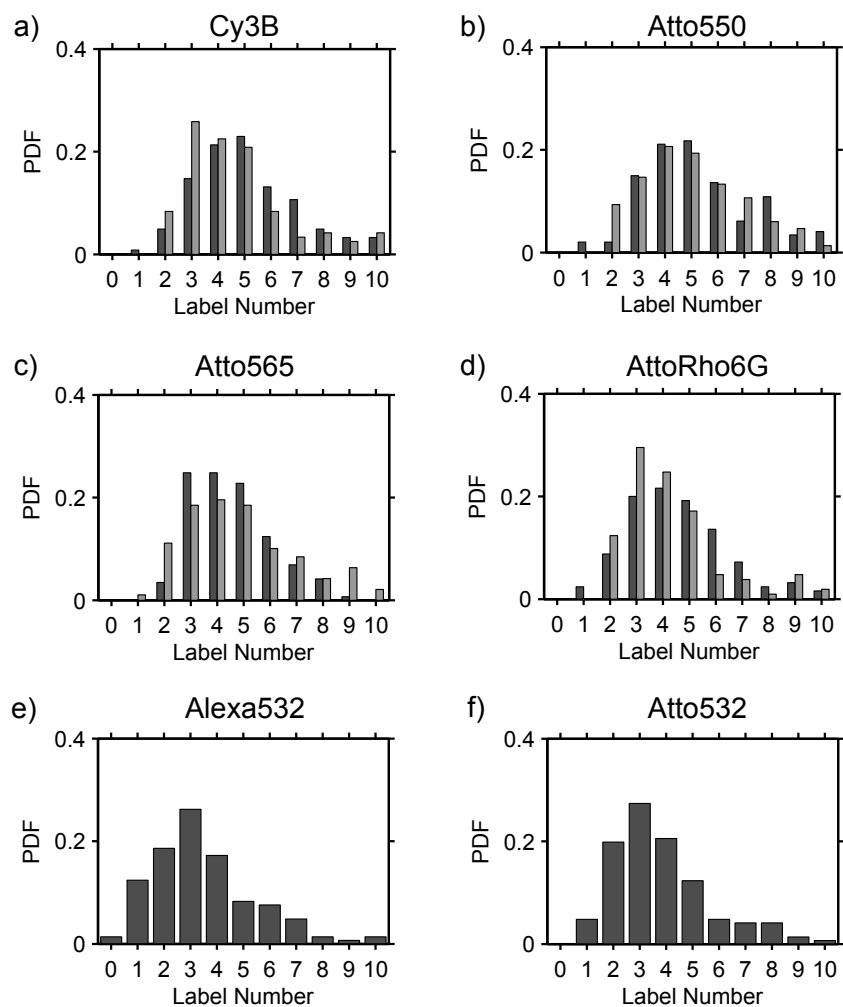 a) Cy3B
0.4
0.2
0
PDF
0 1 2 3 4 5 6 7 8 9 10
Label Number
b) Atto550
0.4
0.2
0
PDF
0 1 2 3 4 5 6 7 8 9 10
Label Number
c) Atto565
0.4
0.2
0
PDF
0 1 2 3 4 5 6 7 8 9 10
Label Number
d) AttoRho6G
0.4
0.2
0
PDF
0 1 2 3 4 5 6 7 8 9 10
Label Number
e) Alexa532
0.4
0.2
0
PDF
0 1 2 3 4 5 6 7 8 9 10
Label Number
f) Atto532
0.4
0.2
0
PDF
0 1 2 3 4 5 6 7 8 9 10
Label Number